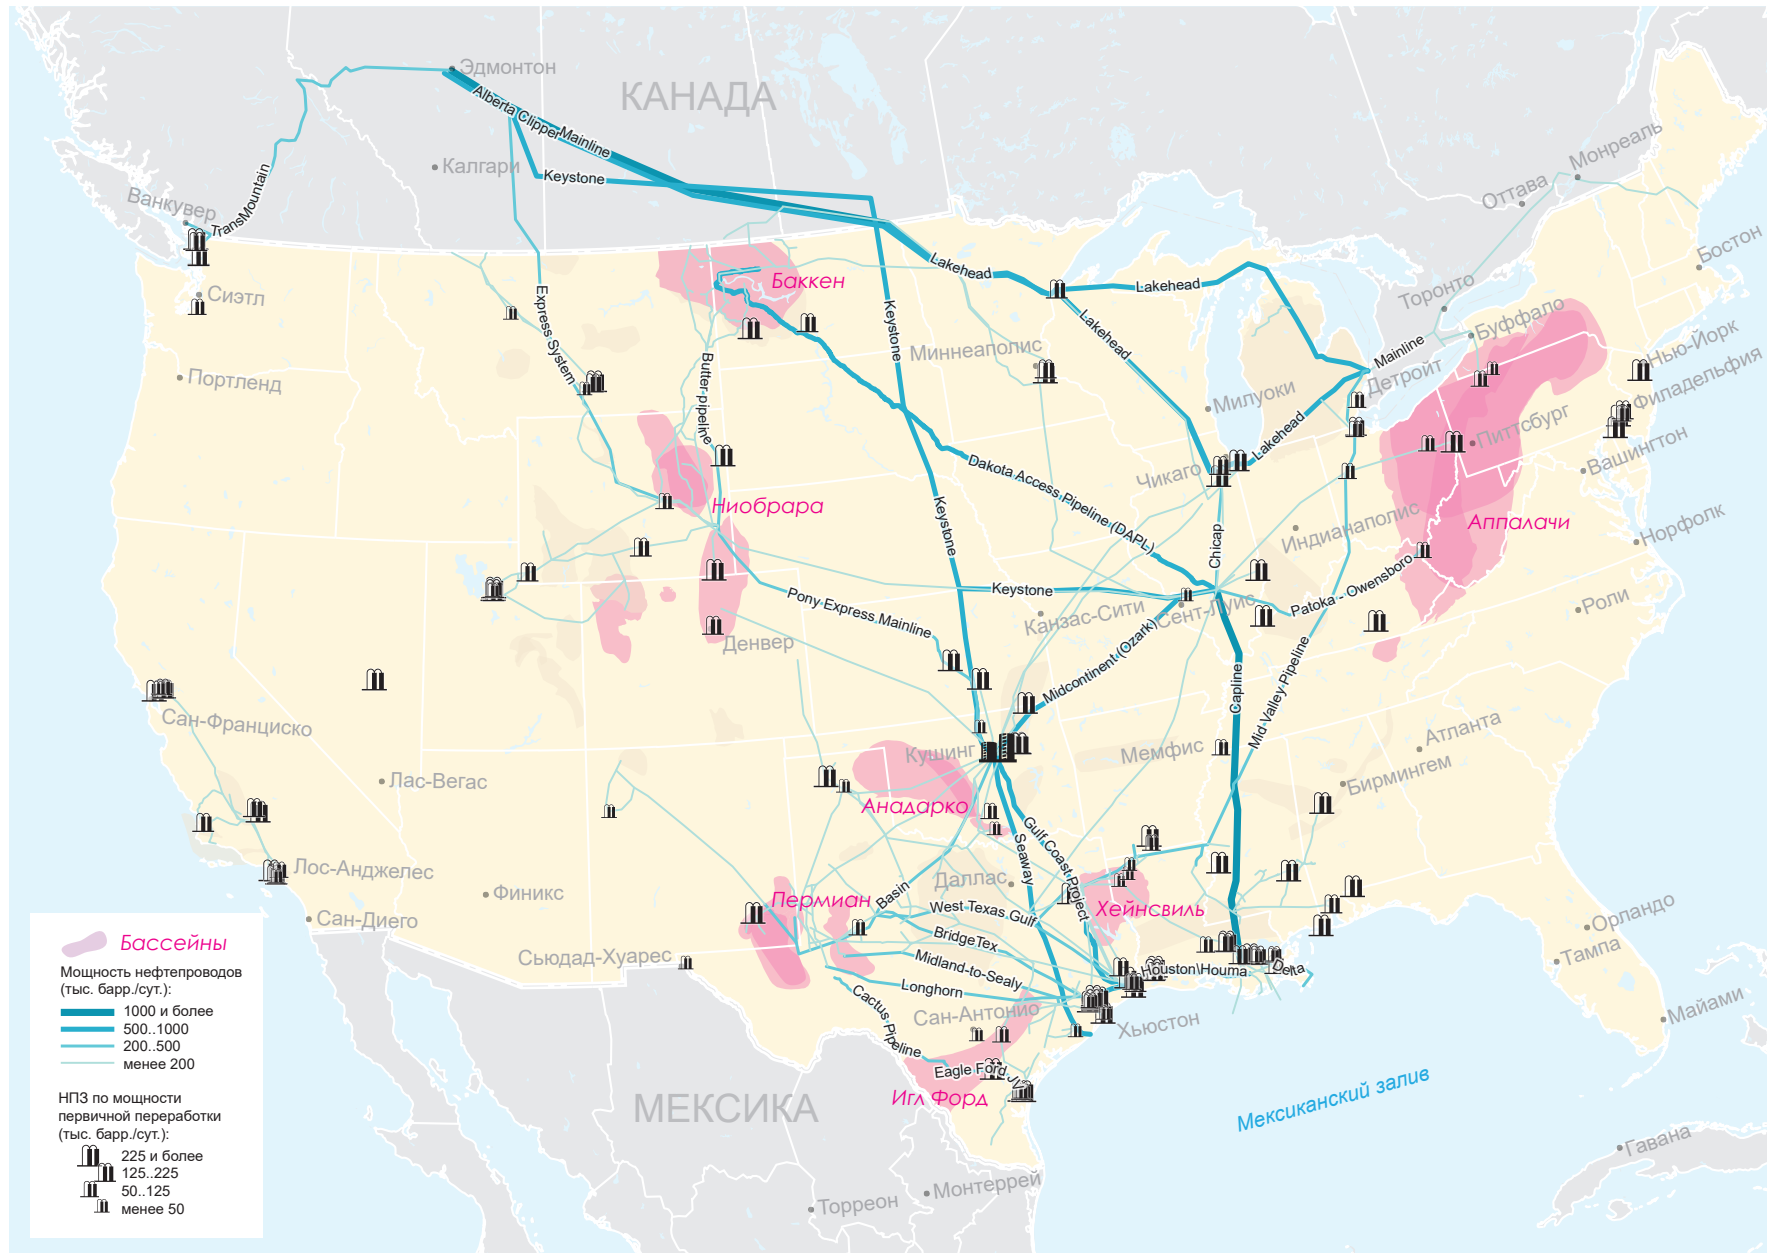 Эдмонтон
КАНАДА
Alberta Clipper
Mainline
Калгари
Keystone
Монреаль
Оттава
Ванкувер
TransMountain
Бостон
Lakehead
Lakehead
Баккен
Сиэтл
Торонто
Express System
Keystone
Lakehead
Буффало
Mainline
Нью-Йорк
Миннеаполис
Butter-pipeline
Детройт
Портленд
Филадельфия
Милуоки
Питтсбург
Lakehead
Вашингтон
Чикаго
Dakota Access Pipeline (DAPL)
Ниобрара
Keystone
Chicap
Индианаполис
Аппалачи
Норфолк
Keystone
Pony Express Mainline
Канзас-Сити
Сент-Луис
Patoka - Owensboro
Роли
Денвер
Midcontinent (Ozark)
Capline
Mid Valley Pipeline
Сан-Франциско
Кушинг
Мемфис
Атланта
Лас-Вегас
Бирмингем
Анадарко
Seaway
Gulf Coast Project
Лос-Анджелес
Финикс
Даллас
Пермиан
Basin
West Texas Gulf
Хейнсвиль
Орландо
Сан-Диего
BridgeTex
Тампа
Сьюдад-Хуарес
Midland-to-Sealy
Houston\Houma
Delta
Longhorn
Cactus Pipeline
Сан-Антонио
Хьюстон
Майами
Eagle Ford JV
Игл Форд
МЕКСИКА
Мексиканский залив
Гавана
Монтеррей
Торреон
Бассейны
Мощность нефтепроводов
(тыс. барр./сут.):
1000 и более
500..1000
200..500
менее 200
НПЗ по мощности
первичной переработки
(тыс. барр./сут.):
225 и более
125..225
50..125
менее 50